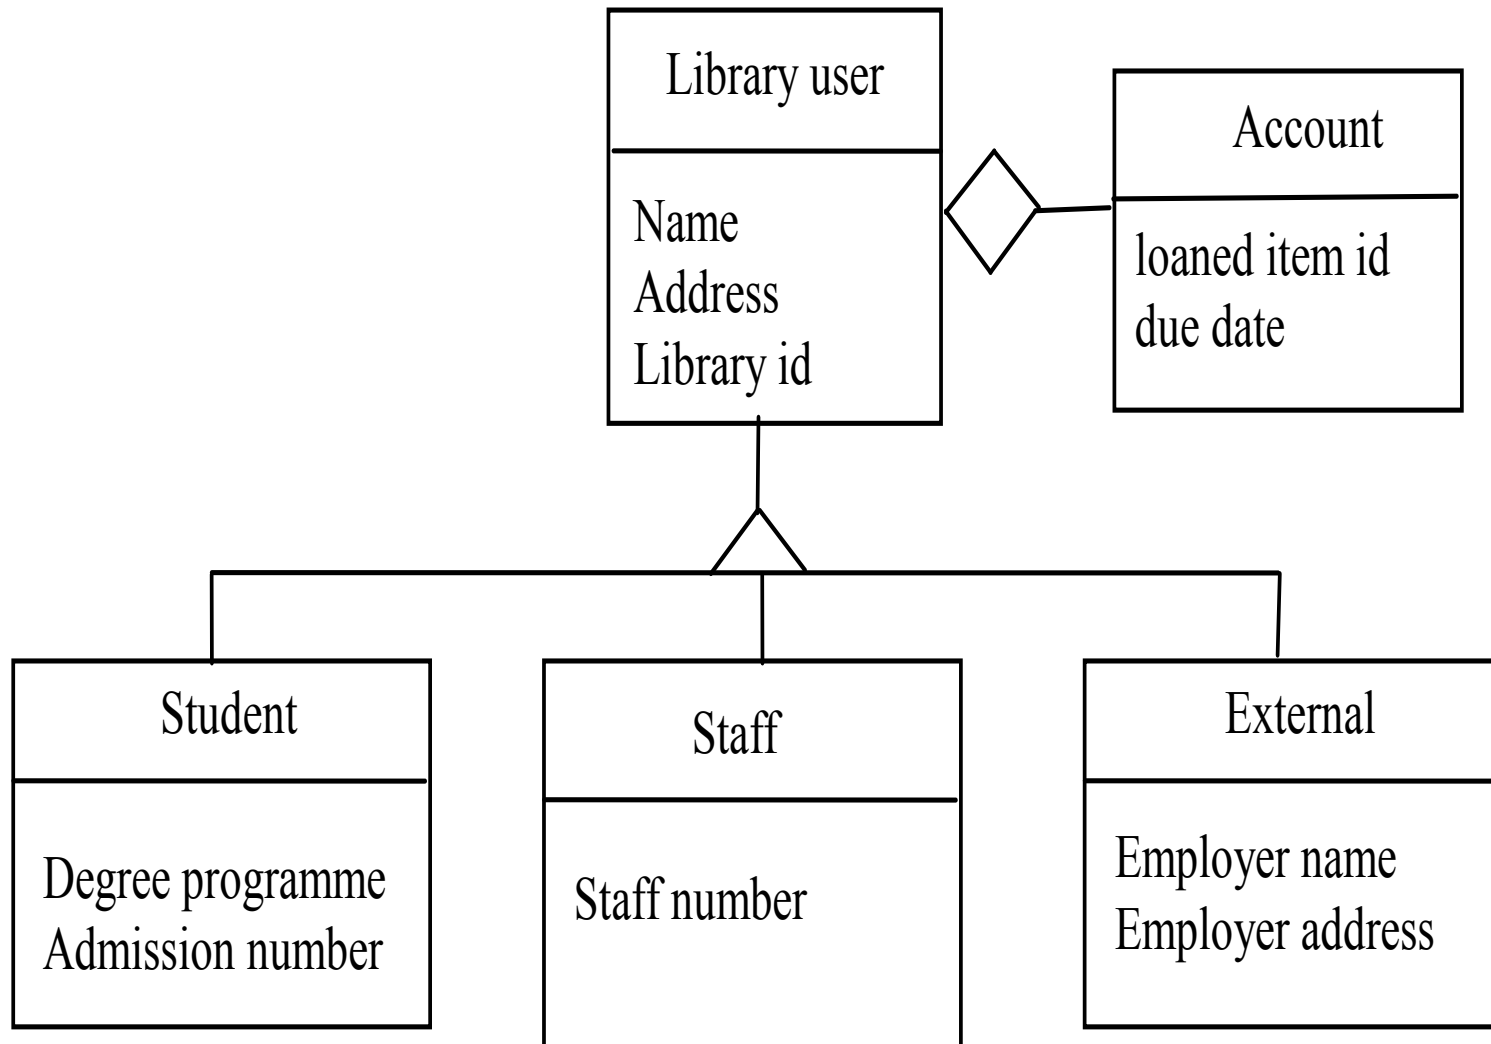 Library user
Name
Address
Library id
Account
loaned item id
due date
Student
Degree programme
Admission number
Staff
Staff number
External
Employer name
Employer address